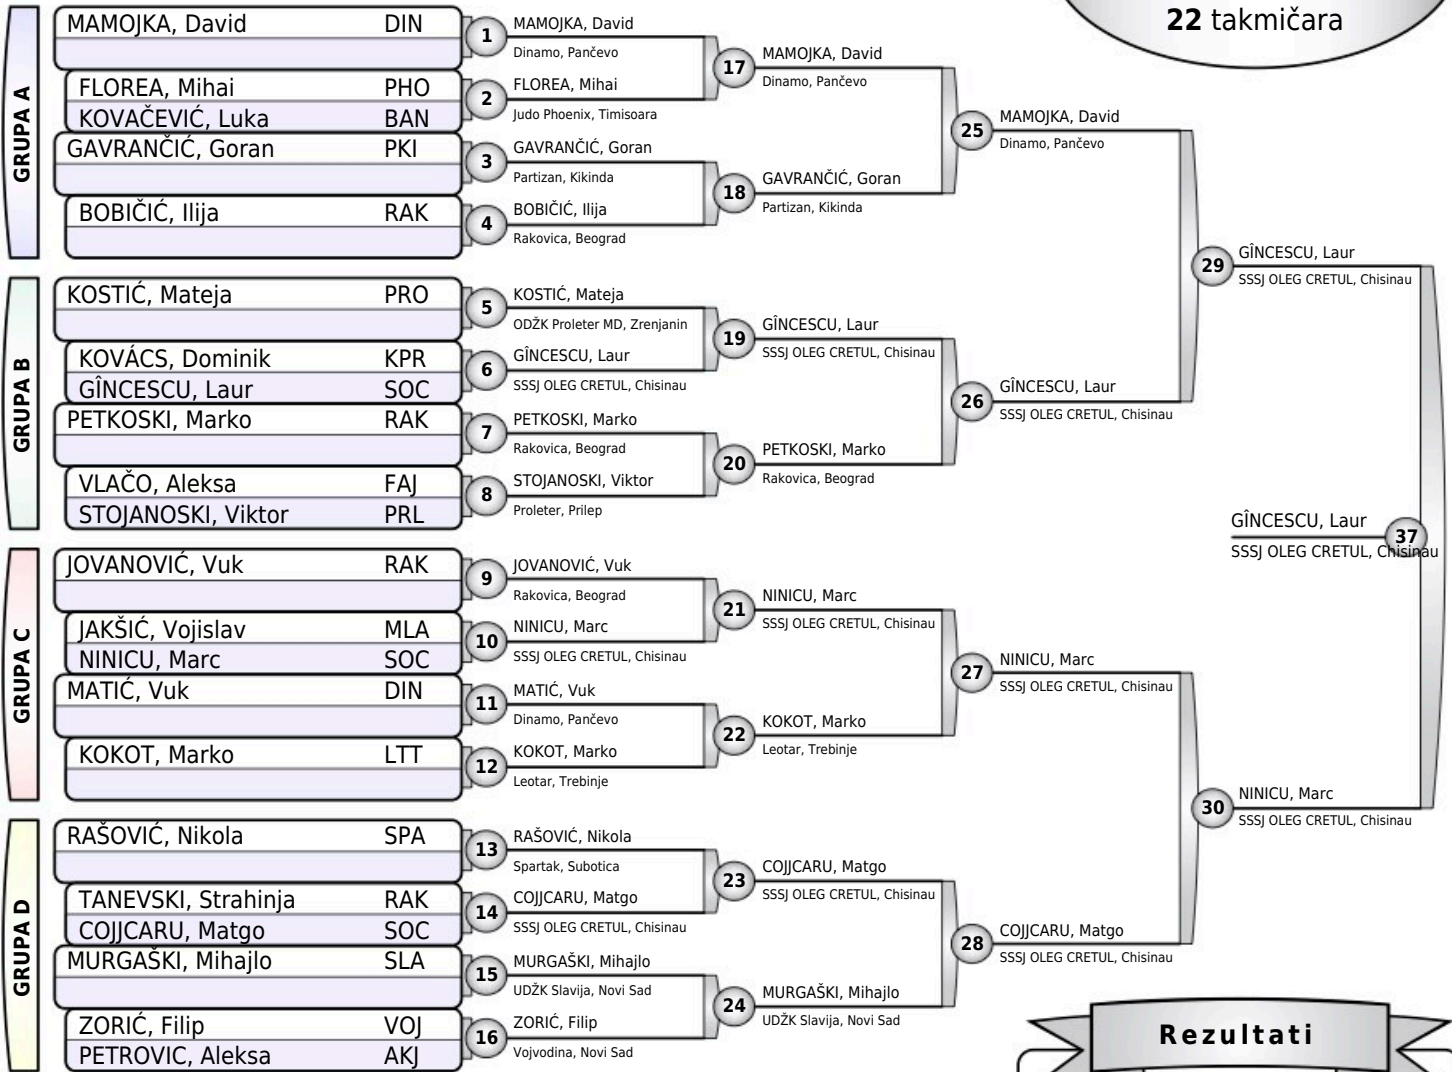 22 takmičara
GRUPA A
MAMOJKA, David DIN
FLOREA, Mihai PHO
KOVAČEVIĆ, Luka BAN
GAVRANČIĆ, Goran PKI
BOBIČIĆ, Ilija RAK
1 MAMOJKA, David
Dinamo, Pančevo
2 FLOREA, Mihai
Judo Phoenix, Timisoara
3 GAVRANČIĆ, Goran
Partizan, Kikinda
4 BOBIČIĆ, Ilija
Rakovica, Beograd
17 MAMOJKA, David
Dinamo, Pančevo
18 GAVRANČIĆ, Goran
Partizan, Kikinda
25 MAMOJKA, David
Dinamo, Pančevo
GRUPA B
KOSTIĆ, Mateja PRO
KOVÁCS, Dominik KPR
GÎNCESCU, Laur SOC
PETKOSKI, Marko RAK
VLAČO, Aleksa FAJ
STOJANOSKI, Viktor PRL
5 KOSTIĆ, Mateja
ODŽK Proleter MD, Zrenjanin
6 GÎNCESCU, Laur
SSSJ OLEG CRETUL, Chisinau
7 PETKOSKI, Marko
Rakovica, Beograd
8 STOJANOSKI, Viktor
Proleter, Prilep
19 GÎNCESCU, Laur
SSSJ OLEG CRETUL, Chisinau
20 PETKOSKI, Marko
Rakovica, Beograd
26 GÎNCESCU, Laur
SSSJ OLEG CRETUL, Chisinau
29 GÎNCESCU, Laur
SSSJ OLEG CRETUL, Chisinau
GRUPA C
JOVANOVIĆ, Vuk RAK
JAKŠIĆ, Vojislav MLA
NINICU, Marc SOC
MATIĆ, Vuk DIN
KOKOT, Marko LTT
9 JOVANOVIĆ, Vuk
Rakovica, Beograd
10 NINICU, Marc
SSSJ OLEG CRETUL, Chisinau
11 MATIĆ, Vuk
Dinamo, Pančevo
12 KOKOT, Marko
Leotar, Trebinje
21 NINICU, Marc
SSSJ OLEG CRETUL, Chisinau
22 KOKOT, Marko
Leotar, Trebinje
27 NINICU, Marc
SSSJ OLEG CRETUL, Chisinau
GRUPA D
RAŠOVIĆ, Nikola SPA
TANEVSKI, Strahinja RAK
COJJCARU, Matgo SOC
MURGAŠKI, Mihajlo SLA
ZORIĆ, Filip VOJ
PETROVIC, Aleksa AKJ
13 RAŠOVIĆ, Nikola
Spartak, Subotica
14 COJJCARU, Matgo
SSSJ OLEG CRETUL, Chisinau
15 MURGAŠKI, Mihajlo
UDŽK Slavija, Novi Sad
16 ZORIĆ, Filip
Vojvodina, Novi Sad
23 COJJCARU, Matgo
SSSJ OLEG CRETUL, Chisinau
24 MURGAŠKI, Mihajlo
UDŽK Slavija, Novi Sad
28 COJJCARU, Matgo
SSSJ OLEG CRETUL, Chisinau
30 NINICU, Marc
SSSJ OLEG CRETUL, Chisinau
GÎNCESCU, Laur 37
SSSJ OLEG CRETUL, Chisinau
Rezultati